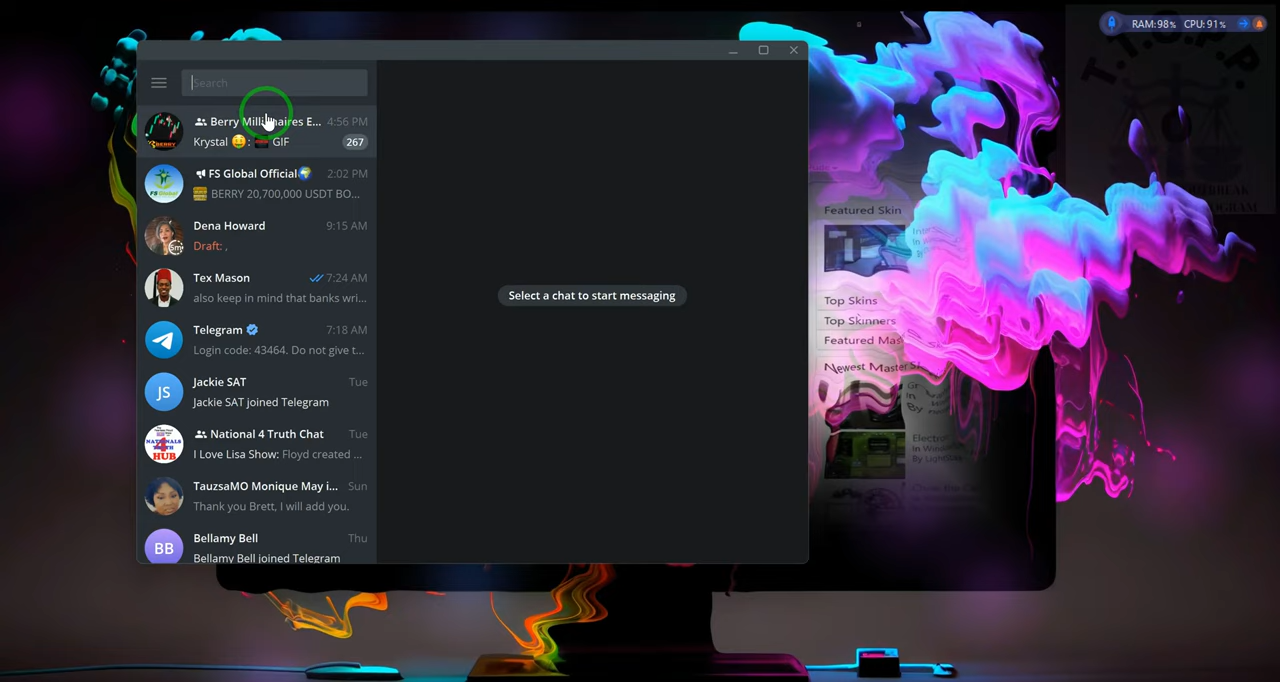 RAM:98% CPU:91%
Search
Berry Millionaires E... 4:56 PM
Krystal 🤑: GIF 267
FS Global Official🌍 2:02 PM
BERRY 20,700,000 USDT BO...
Dena Howard 9:15 AM
Draft: ,
Tex Mason 7:24 AM
also keep in mind that banks wri...
Telegram 7:18 AM
Login code: 43464. Do not give t...
JS
Jackie SAT Tue
Jackie SAT joined Telegram
National 4 Truth Chat Tue
I Love Lisa Show: Floyd created ...
TauzsaMO Monique May i... Sun
Thank you Brett, I will add you.
BB
Bellamy Bell Thu
Bellamy Bell joined Telegram
Select a chat to start messaging
Featured Skin
Top Skins
Top Skinners
Featured Mas
Newest Master